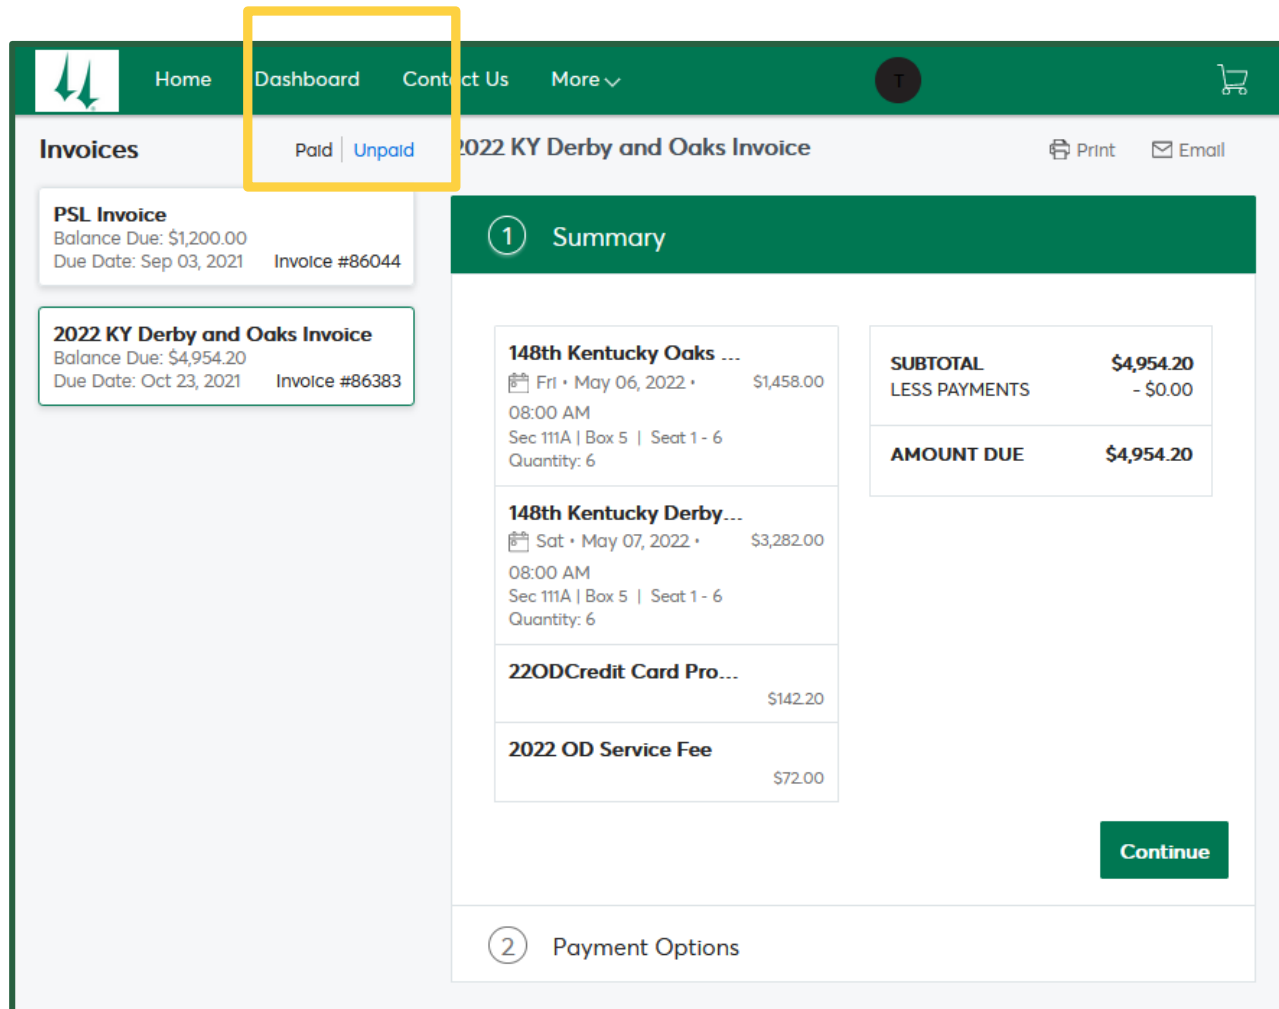 Home Dashboard Contact Us More T
Invoices Paid Unpaid
2022 KY Derby and Oaks Invoice Print Email
PSL Invoice
Balance Due: $1,200.00
Due Date: Sep 03, 2021 Invoice #86044
2022 KY Derby and Oaks Invoice
Balance Due: $4,954.20
Due Date: Oct 23, 2021 Invoice #86383
1 Summary
148th Kentucky Oaks ...
Fri • May 06, 2022 • $1,458.00
08:00 AM
Sec 111A | Box 5 | Seat 1 - 6
Quantity: 6
148th Kentucky Derby...
Sat • May 07, 2022 • $3,282.00
08:00 AM
Sec 111A | Box 5 | Seat 1 - 6
Quantity: 6
22ODCredit Card Pro...
$142.20
2022 OD Service Fee
$72.00
SUBTOTAL $4,954.20
LESS PAYMENTS - $0.00
AMOUNT DUE $4,954.20
Continue
2 Payment Options